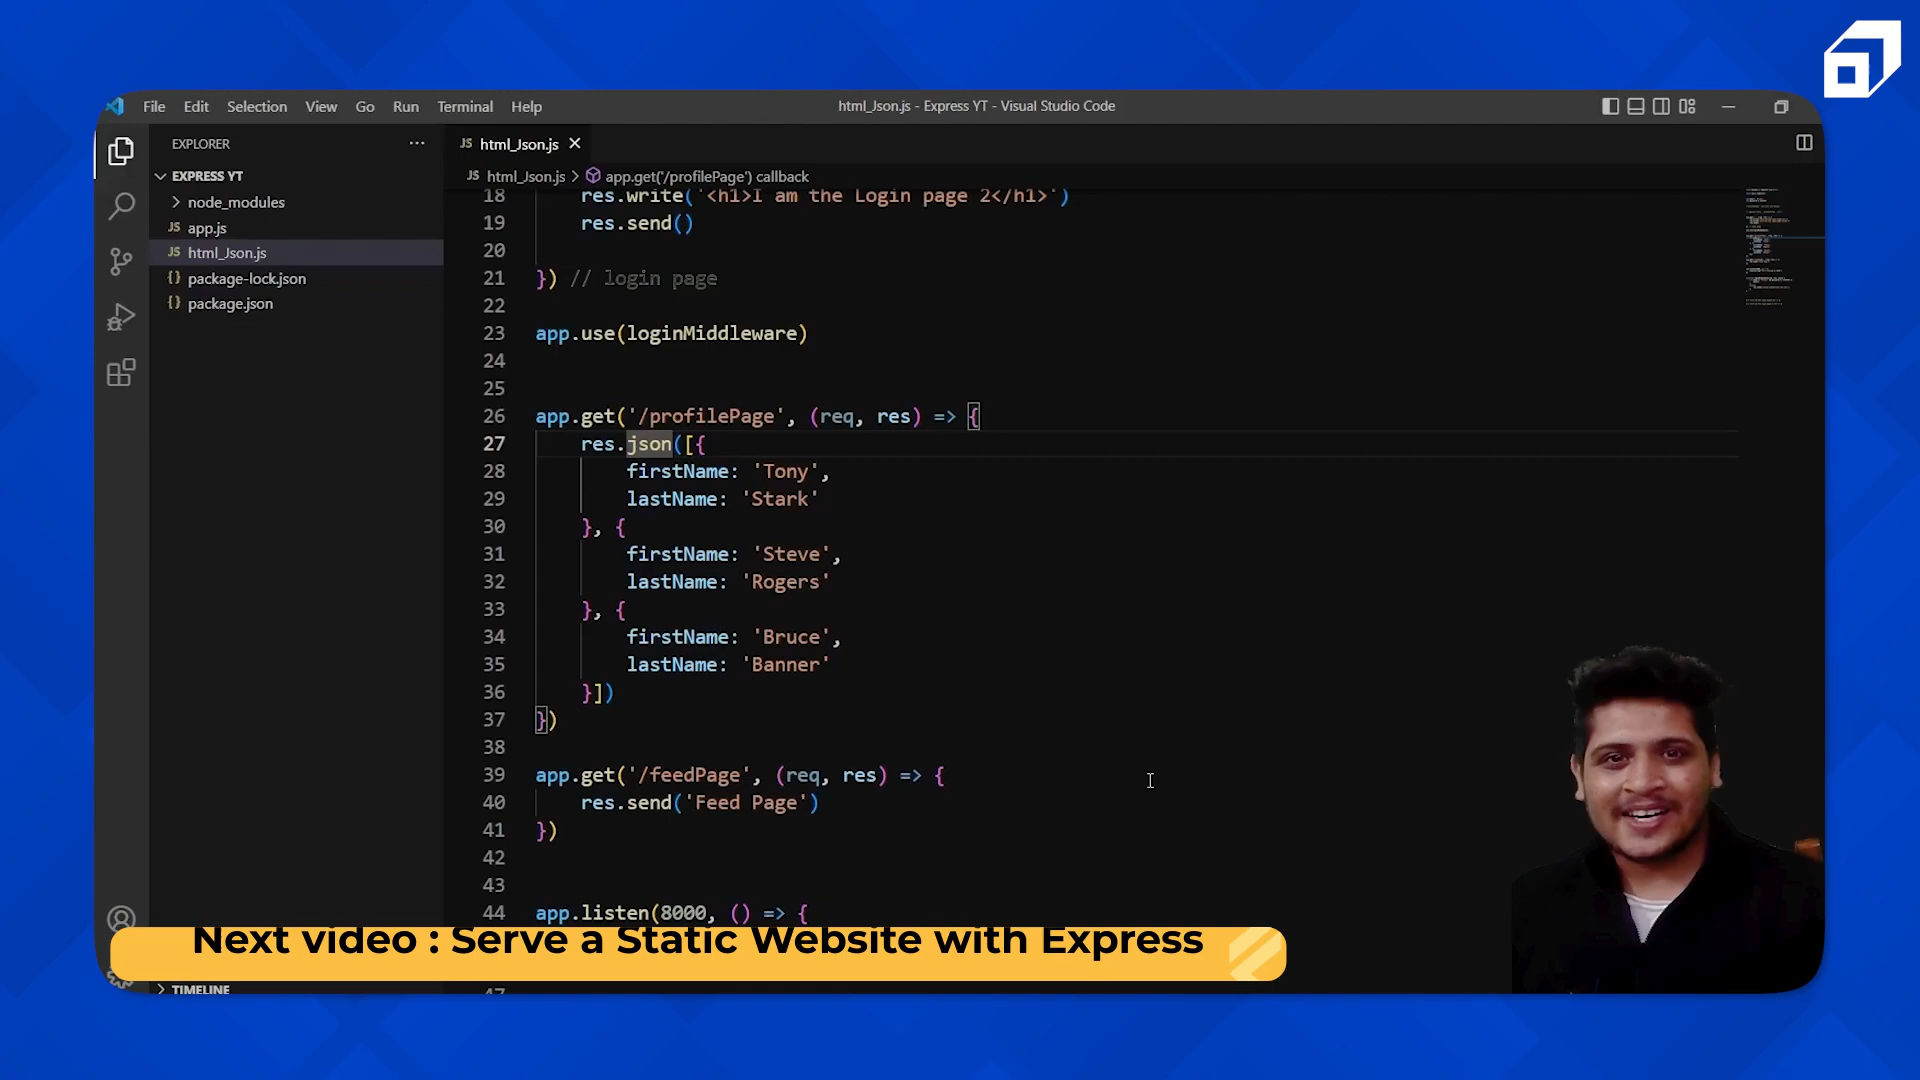 File Edit Selection View Go Run Terminal Help
html_Json.js - Express YT - Visual Studio Code
EXPLORER
JS html_Json.js
EXPRESS YT
node_modules
JS app.js
JS html_Json.js
{} package-lock.json
{} package.json
JS html_Json.js > app.get('/profilePage') callback
18 res.write('<h1>I am the Login page 2</h1>')
19 res.send()
20
21 }) // login page
22
23 app.use(loginMiddleware)
24
25
26 app.get('/profilePage', (req, res) => {
27 res.json([{
28 firstName: 'Tony',
29 lastName: 'Stark'
30 }, {
31 firstName: 'Steve',
32 lastName: 'Rogers'
33 }, {
34 firstName: 'Bruce',
35 lastName: 'Banner'
36 }])
37 })
38
39 app.get('/feedPage', (req, res) => {
40 res.send('Feed Page')
41 })
42
43
44 app.listen(8000, () => {
Next video : Serve a Static Website with Express
TIMELINE
47